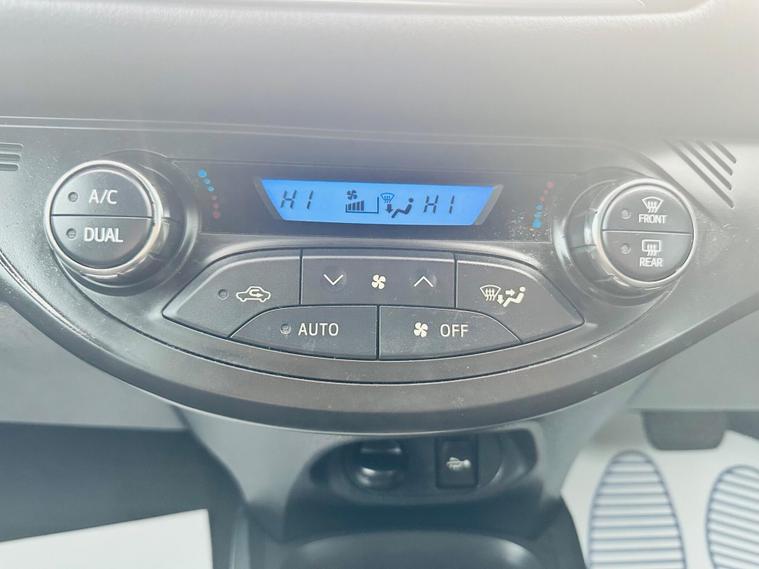 HI HI
A/C
DUAL
FRONT
REAR
AUTO
OFF